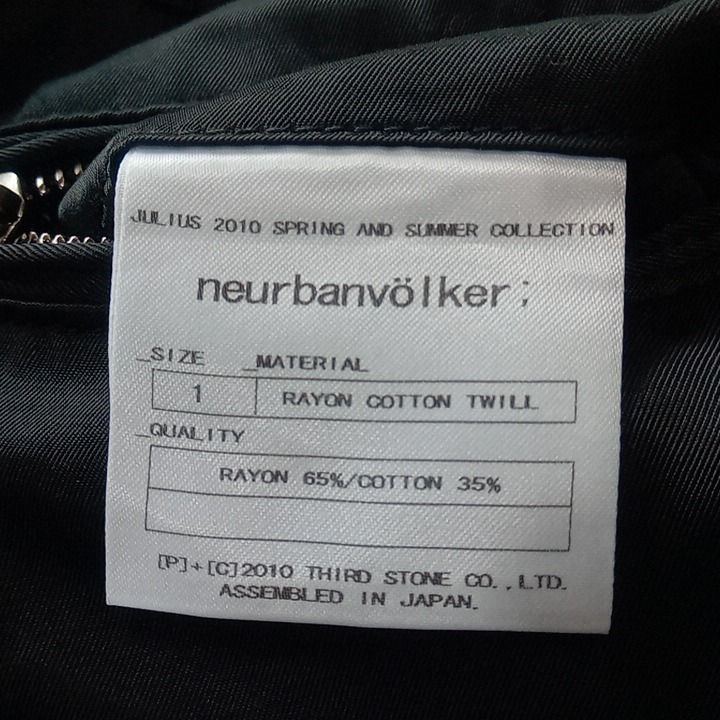 JULIUS 2010 SPRING AND SUMMER COLLECTION
neurbanvölker;
_SIZE _MATERIAL
1 RAYON COTTON TWILL
_QUALITY
RAYON 65%/COTTON 35%
[P]+[C]2010 THIRD STONE CO.,LTD.
ASSEMBLED IN JAPAN.